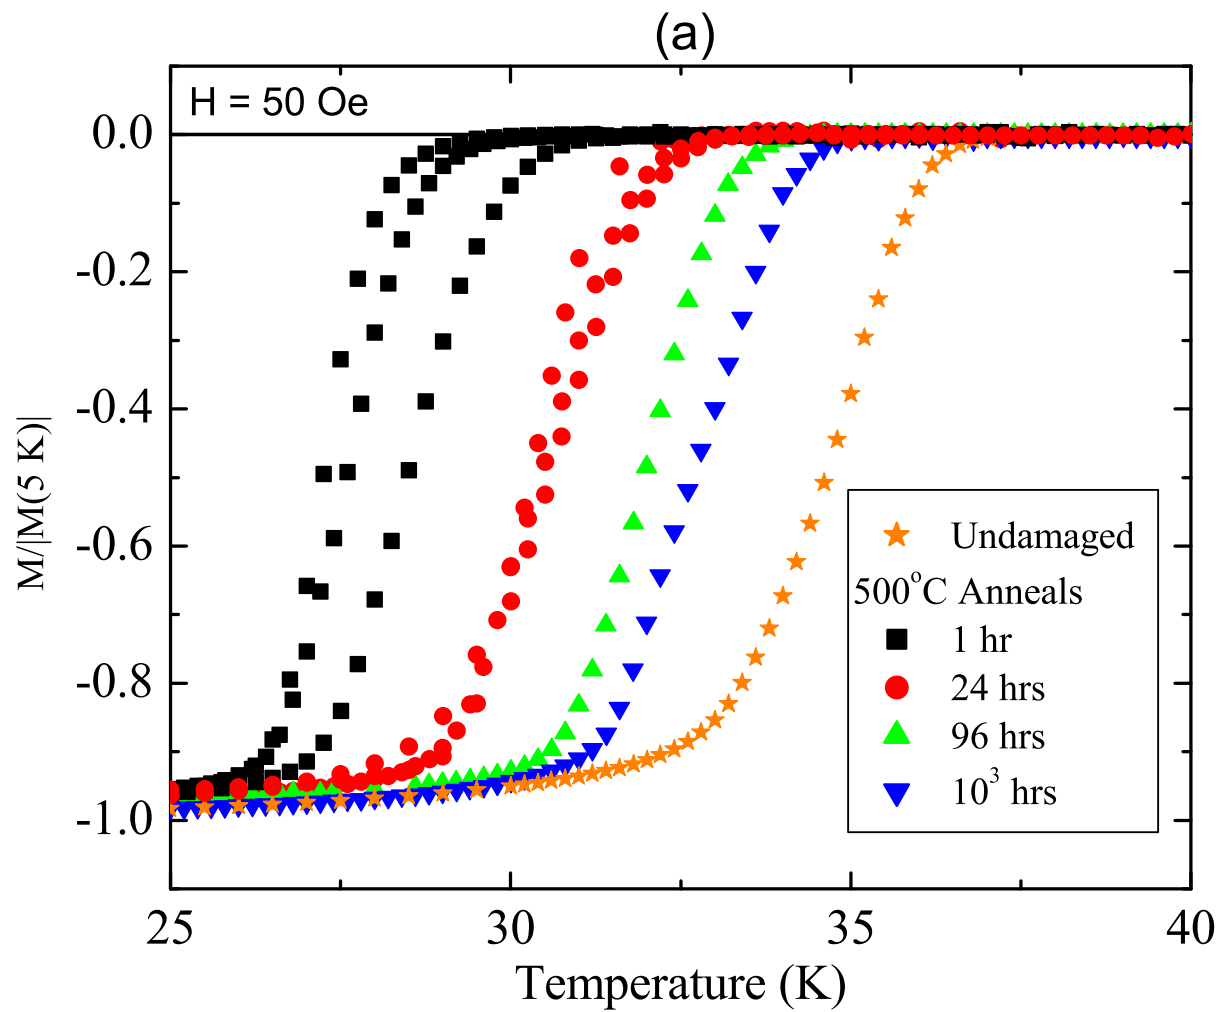 (a)
H = 50 Oe
0.0
-0.2
-0.4
-0.6
-0.8
-1.0
M/|M(5 K)|
Undamaged
500°C Anneals
1 hr
24 hrs
96 hrs
10³ hrs
25 30 35 40
Temperature (K)